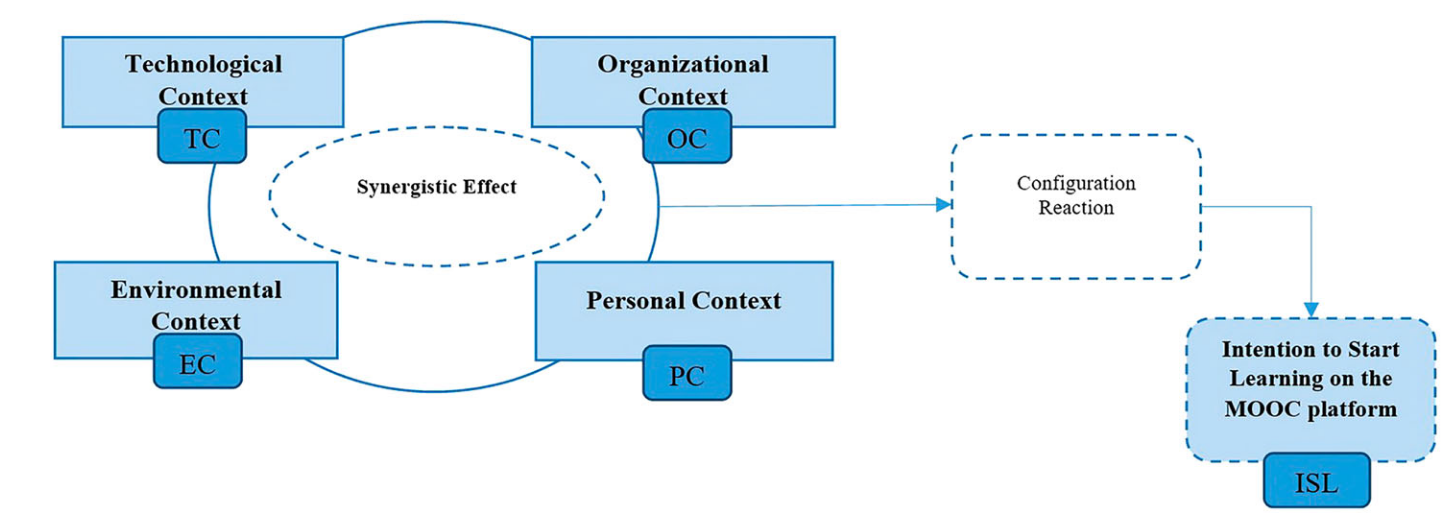 Technological
Context
TC
Organizational
Context
OC
Synergistic Effect
Environmental
Context
EC
Personal Context
PC
Configuration
Reaction
Intention to Start
Learning on the
MOOC platform
ISL